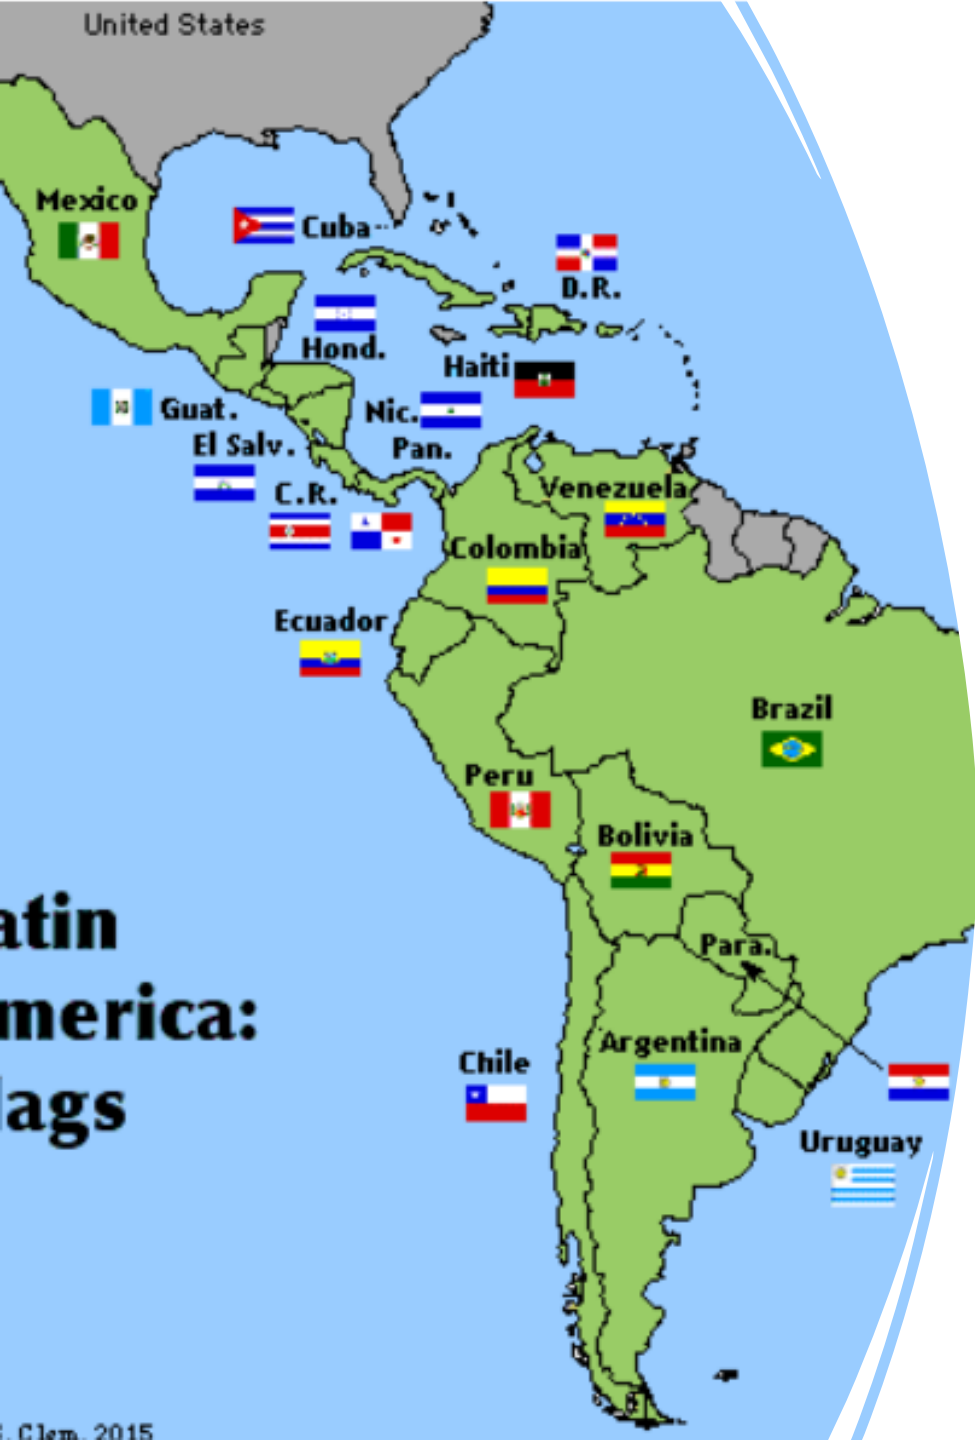 United States
Mexico
Cuba
D.R.
Hond.
Haiti
Guat.
Nic.
El Salv.
Pan.
C.R.
Venezuela
Colombia
Ecuador
Brazil
Peru
Bolivia
atin
Para.
merica:
Argentina
Chile
lags
Uruguay
. Clem, 2015